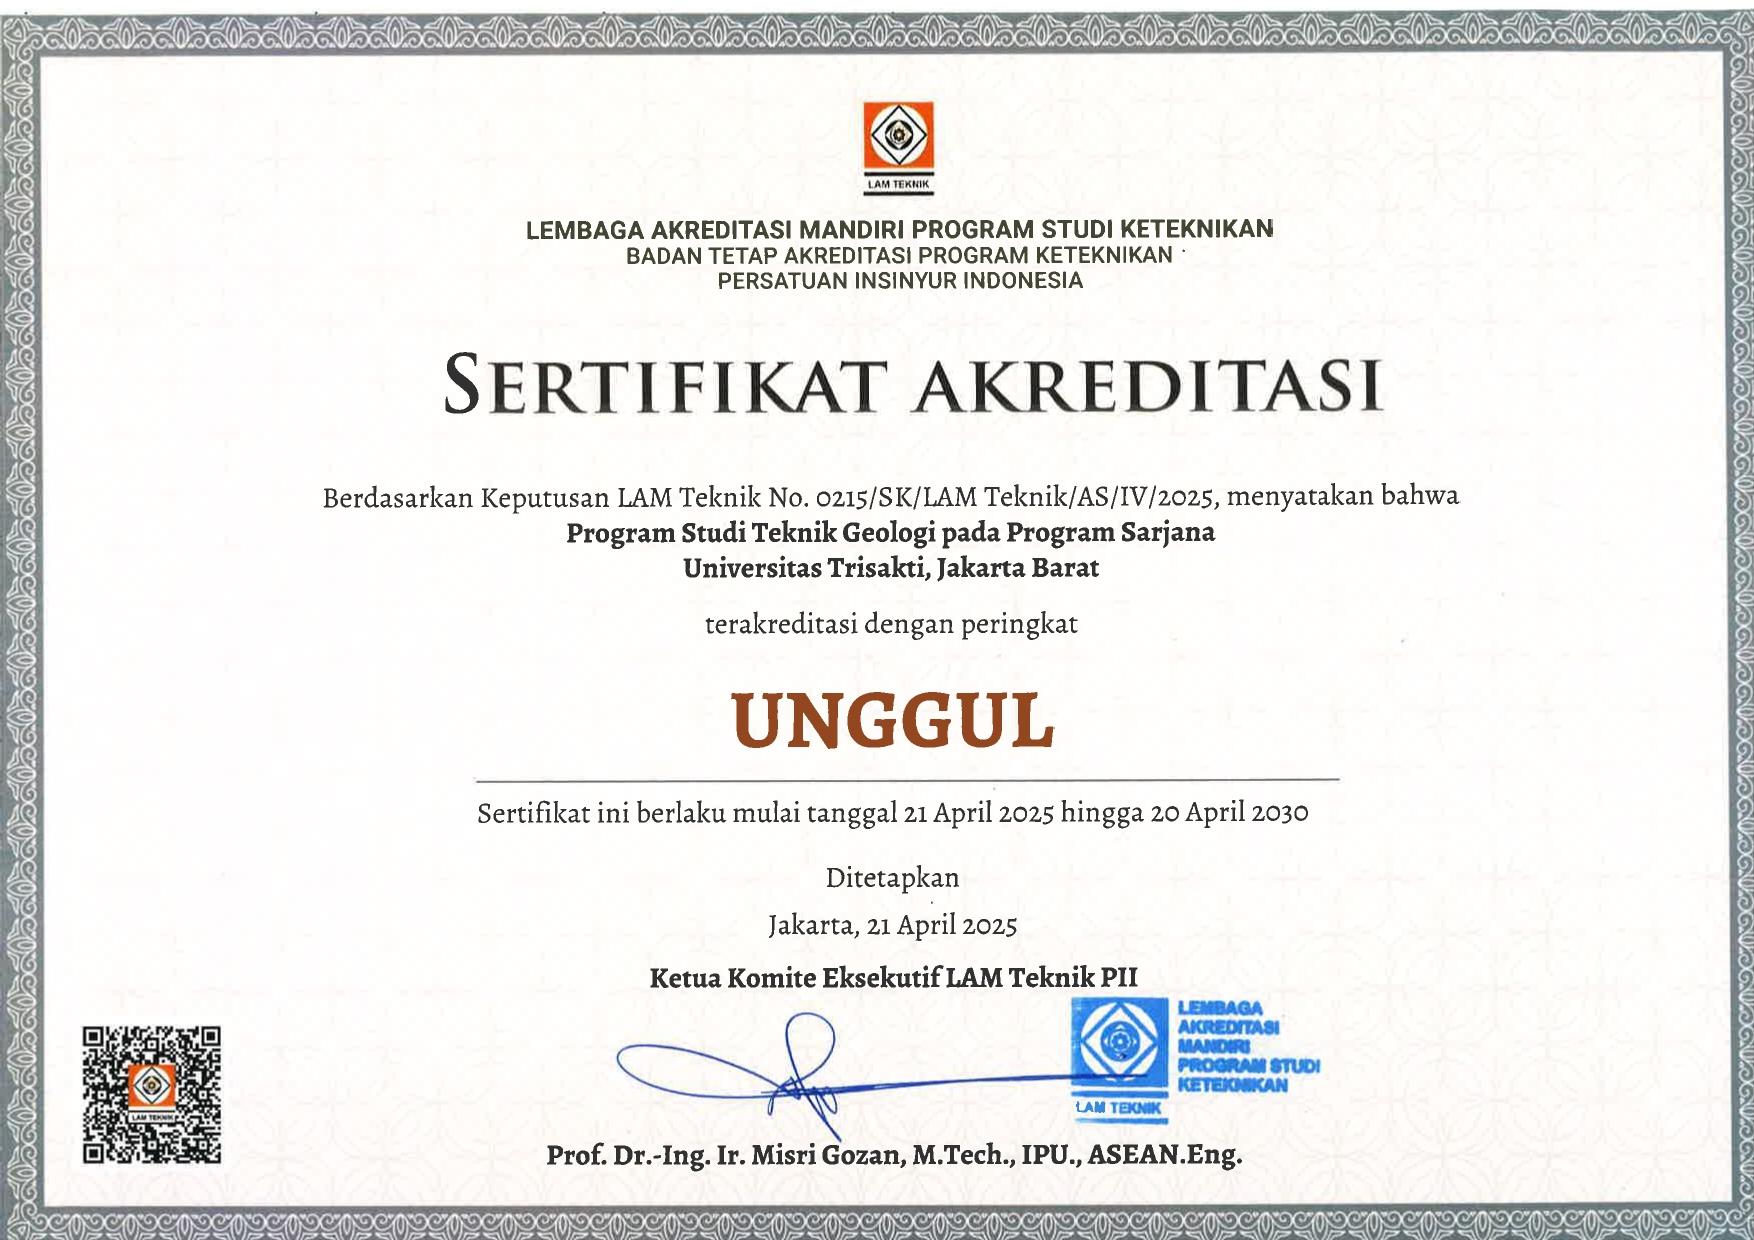 LAM TEKNIK
LEMBAGA AKREDITASI MANDIRI PROGRAM STUDI KETEKNIKAN
BADAN TETAP AKREDITASI PROGRAM KETEKNIKAN
PERSATUAN INSINYUR INDONESIA
SERTIFIKAT AKREDITASI
Berdasarkan Keputusan LAM Teknik No. 0215/SK/LAM Teknik/AS/IV/2025, menyatakan bahwa
Program Studi Teknik Geologi pada Program Sarjana
Universitas Trisakti, Jakarta Barat
terakreditasi dengan peringkat
UNGGUL
Sertifikat ini berlaku mulai tanggal 21 April 2025 hingga 20 April 2030
Ditetapkan
Jakarta, 21 April 2025
Ketua Komite Eksekutif LAM Teknik PII
LEMBAGA
AKREDITASI
MANDIRI
PROGRAM STUDI
KETEKNIKAN
LAM TEKNIK
LAM TEKNIK
Prof. Dr.-Ing. Ir. Misri Gozan, M.Tech., IPU., ASEAN.Eng.